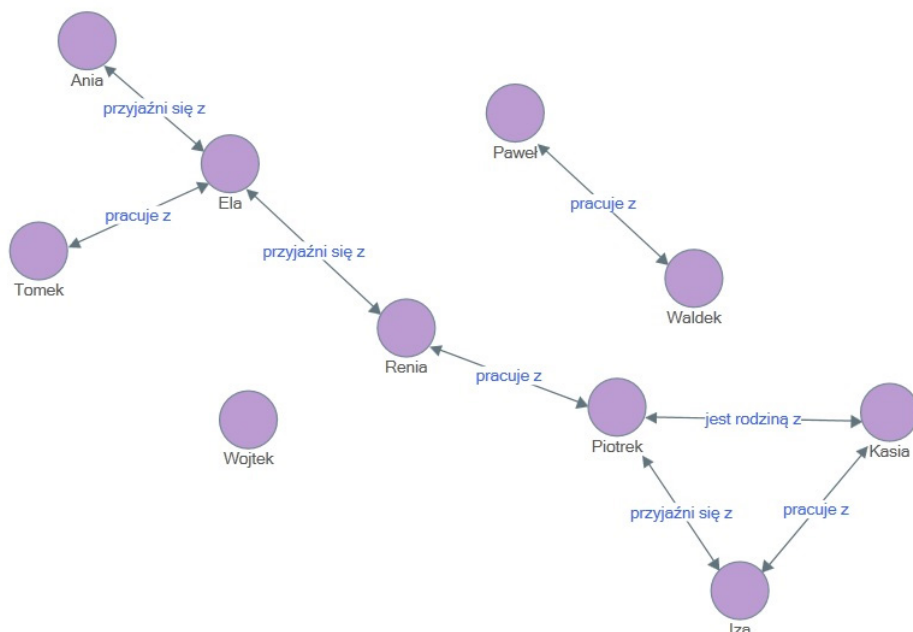 Ania
przyjaźni się z
Paweł
Ela
pracuje z
pracuje z
przyjaźni się z
Tomek
Waldek
Renia
pracuje z
jest rodziną z
Piotrek
Kasia
Wojtek
przyjaźni się z
pracuje z
Iza